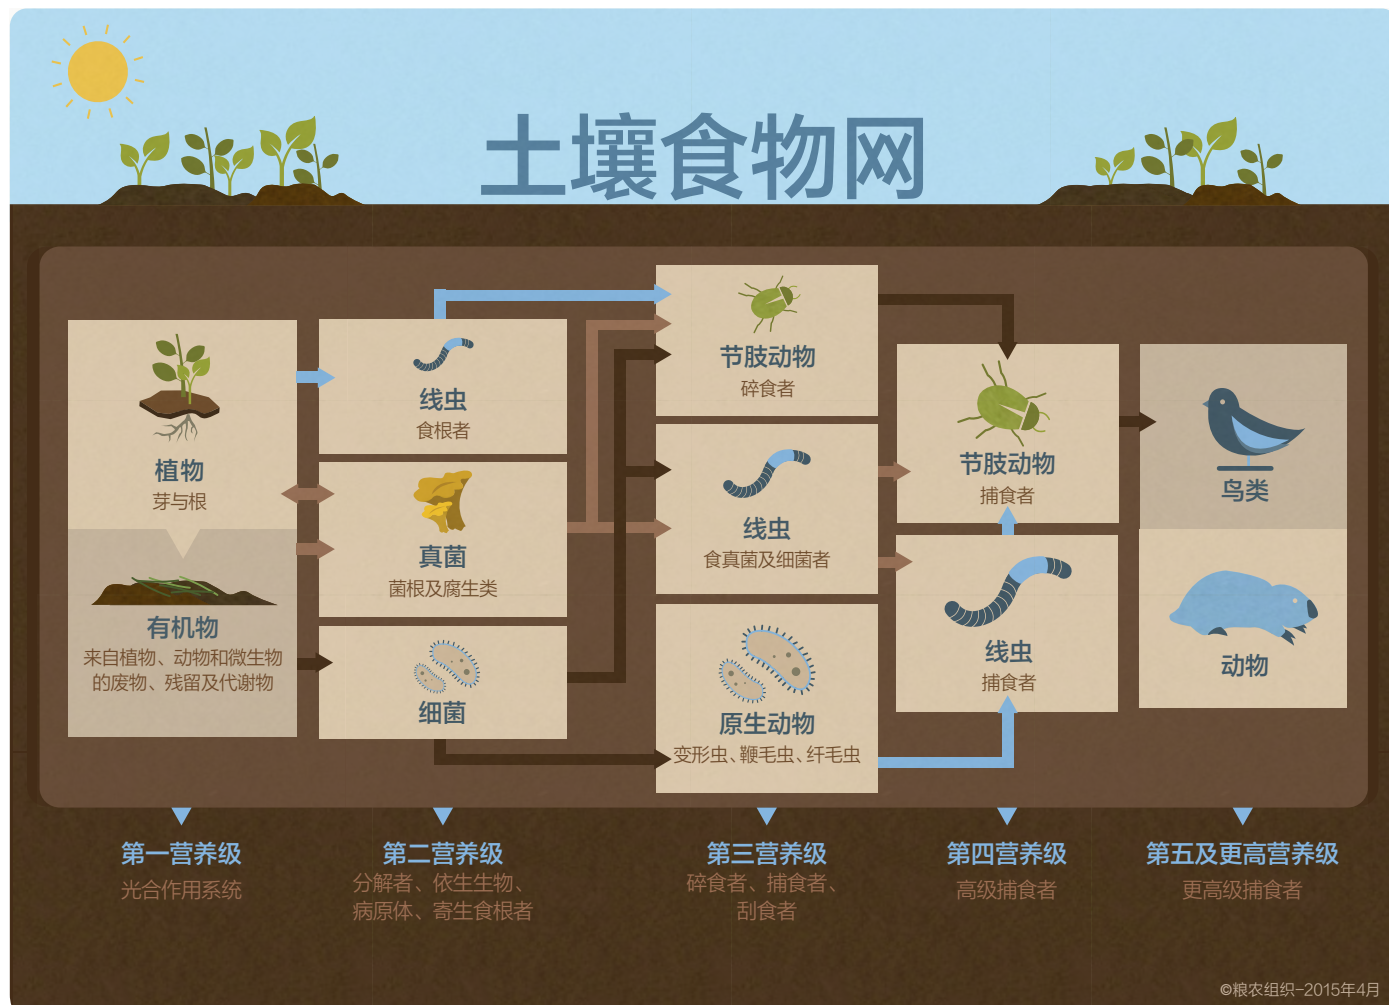 土壤食物网
植物
芽与根
有机物
来自植物、动物和微生物
的废物、残留及代谢物
线虫
食根者
真菌
菌根及腐生类
细菌
节肢动物
碎食者
线虫
食真菌及细菌者
原生动物
变形虫、鞭毛虫、纤毛虫
节肢动物
捕食者
线虫
捕食者
鸟类
动物
第一营养级
光合作用系统
第二营养级
分解者、依生生物、
病原体、寄生食根者
第三营养级
碎食者、捕食者、
刮食者
第四营养级
高级捕食者
第五及更高营养级
更高级捕食者
©粮农组织-2015年4月